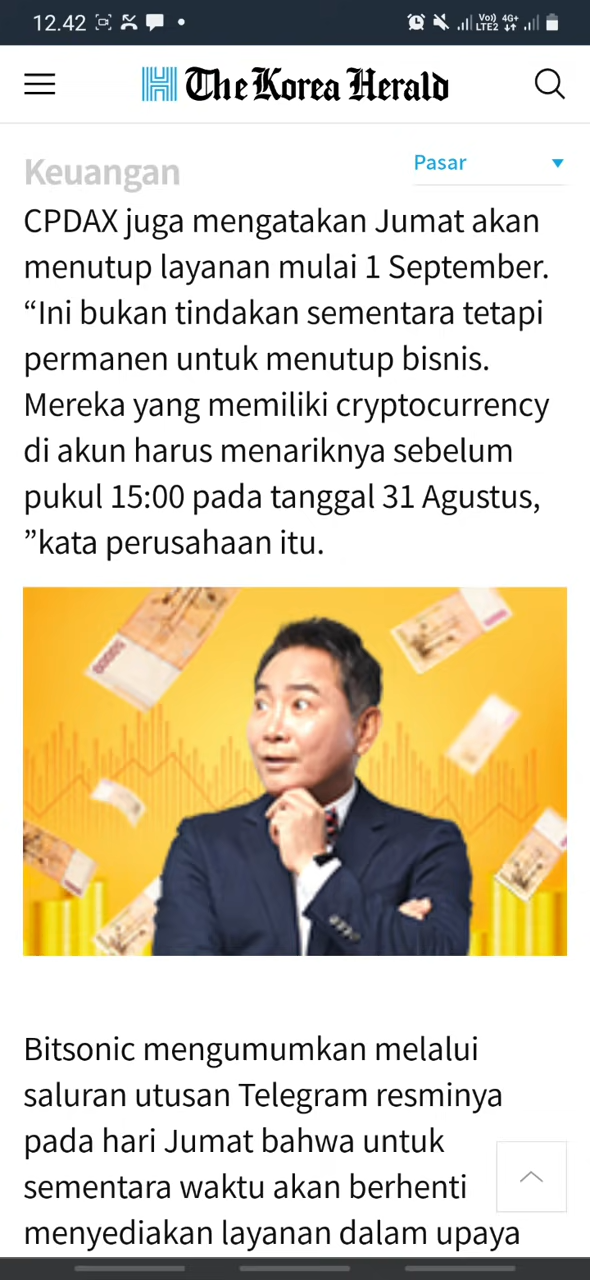 12.42
Vo))
LTE2
4G+
The Korea Herald
Keuangan
Pasar
CPDAX juga mengatakan Jumat akan
menutup layanan mulai 1 September.
“Ini bukan tindakan sementara tetapi
permanen untuk menutup bisnis.
Mereka yang memiliki cryptocurrency
di akun harus menariknya sebelum
pukul 15:00 pada tanggal 31 Agustus,
”kata perusahaan itu.
Bitsonic mengumumkan melalui
saluran utusan Telegram resminya
pada hari Jumat bahwa untuk
sementara waktu akan berhenti
menyediakan layanan dalam upaya